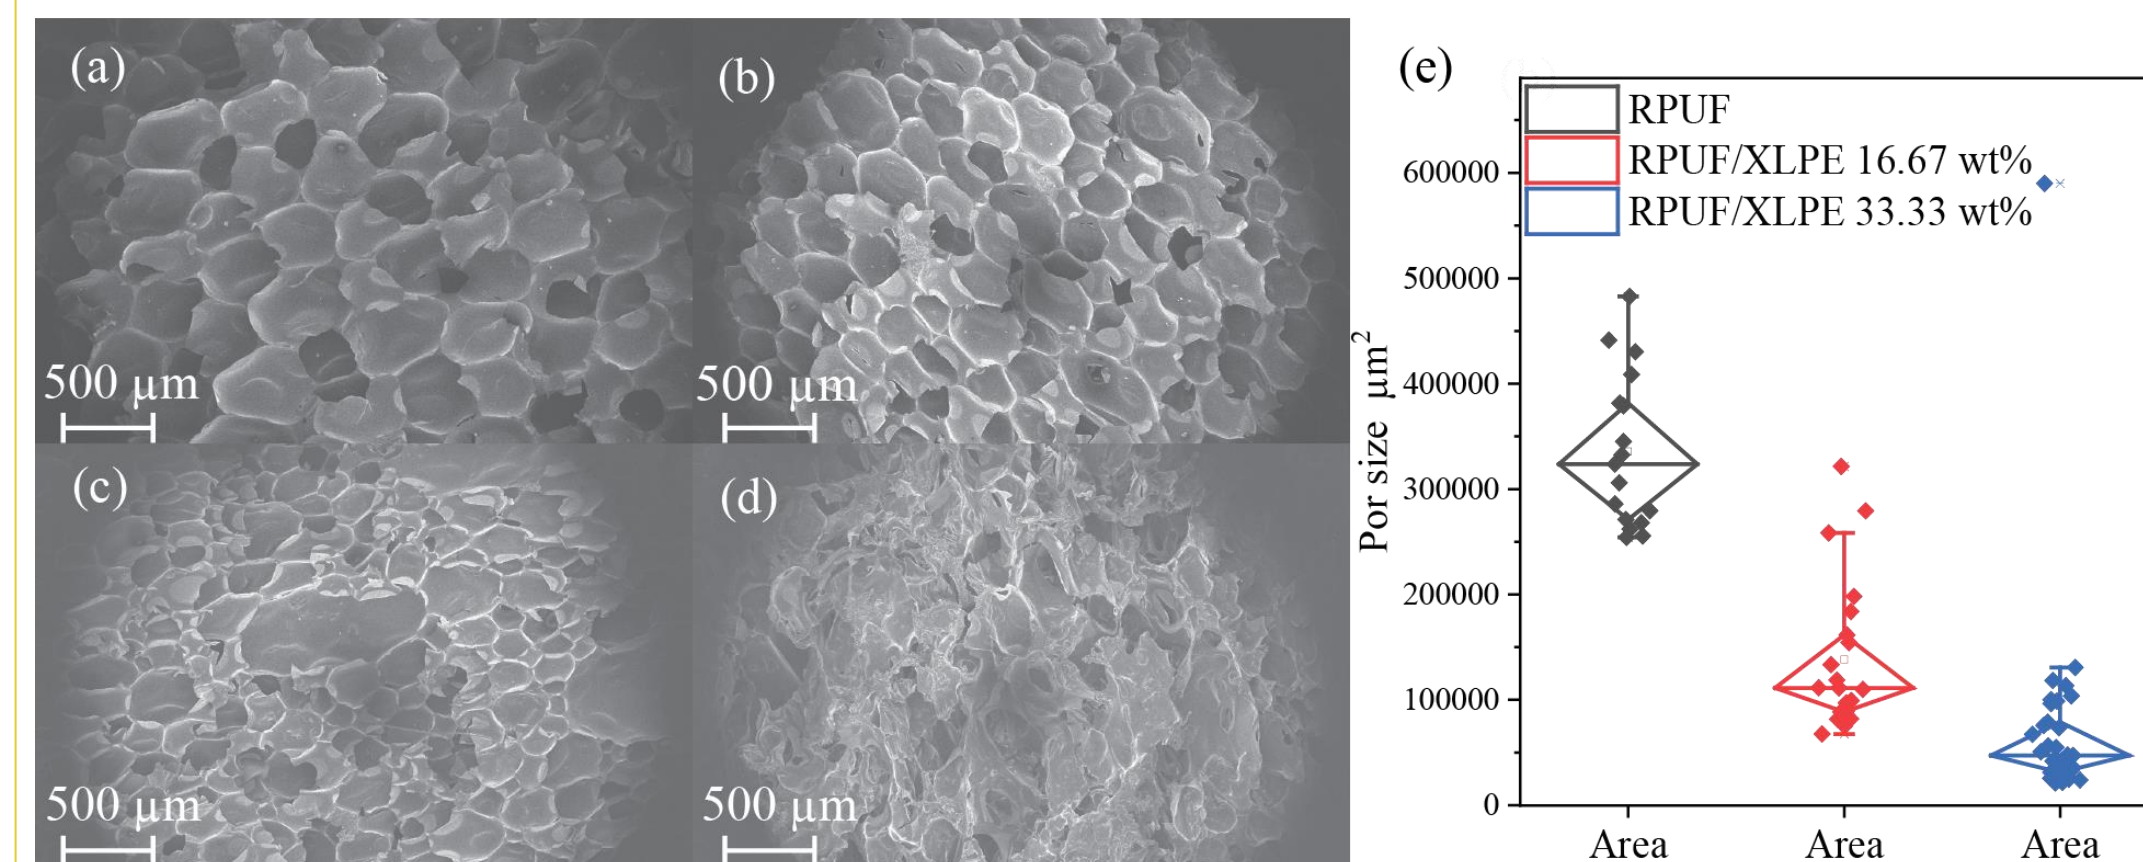 (a)
500 µm
(b)
500 µm
(c)
500 µm
(d)
500 µm
(e)
RPUF
RPUF/XLPE 16.67 wt%
RPUF/XLPE 33.33 wt%
Por size µm²
600000
500000
400000
300000
200000
100000
0
Area
Area
Area